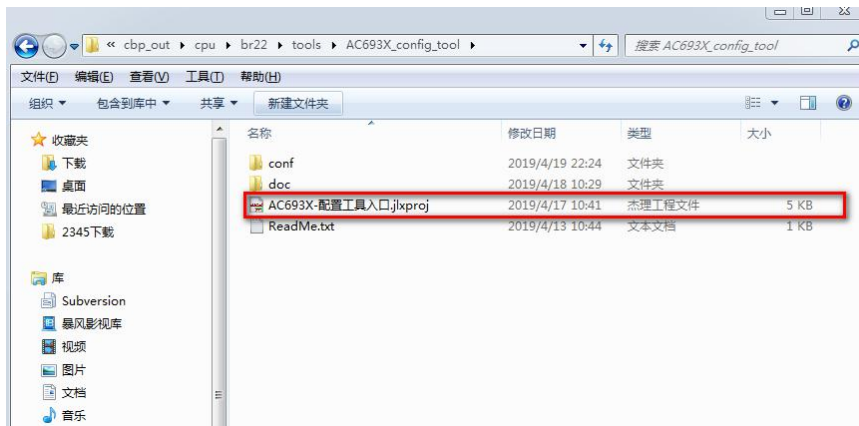 « cbp_out ▸ cpu ▸ br22 ▸ tools ▸ AC693X_config_tool ▸
搜索 AC693X_config_tool
文件(F) 编辑(E) 查看(V) 工具(T) 帮助(H)
组织 ▼ 包含到库中 ▼ 共享 ▼ 新建文件夹
名称 修改日期 类型 大小
收藏夹
下载
桌面
最近访问的位置
2345下载
库
Subversion
暴风影视库
视频
图片
文档
音乐
conf 2019/4/19 22:24 文件夹
doc 2019/4/18 10:29 文件夹
AC693X-配置工具入口.jlxproj 2019/4/17 10:41 杰理工程文件 5 KB
ReadMe.txt 2019/4/13 10:44 文本文档 1 KB